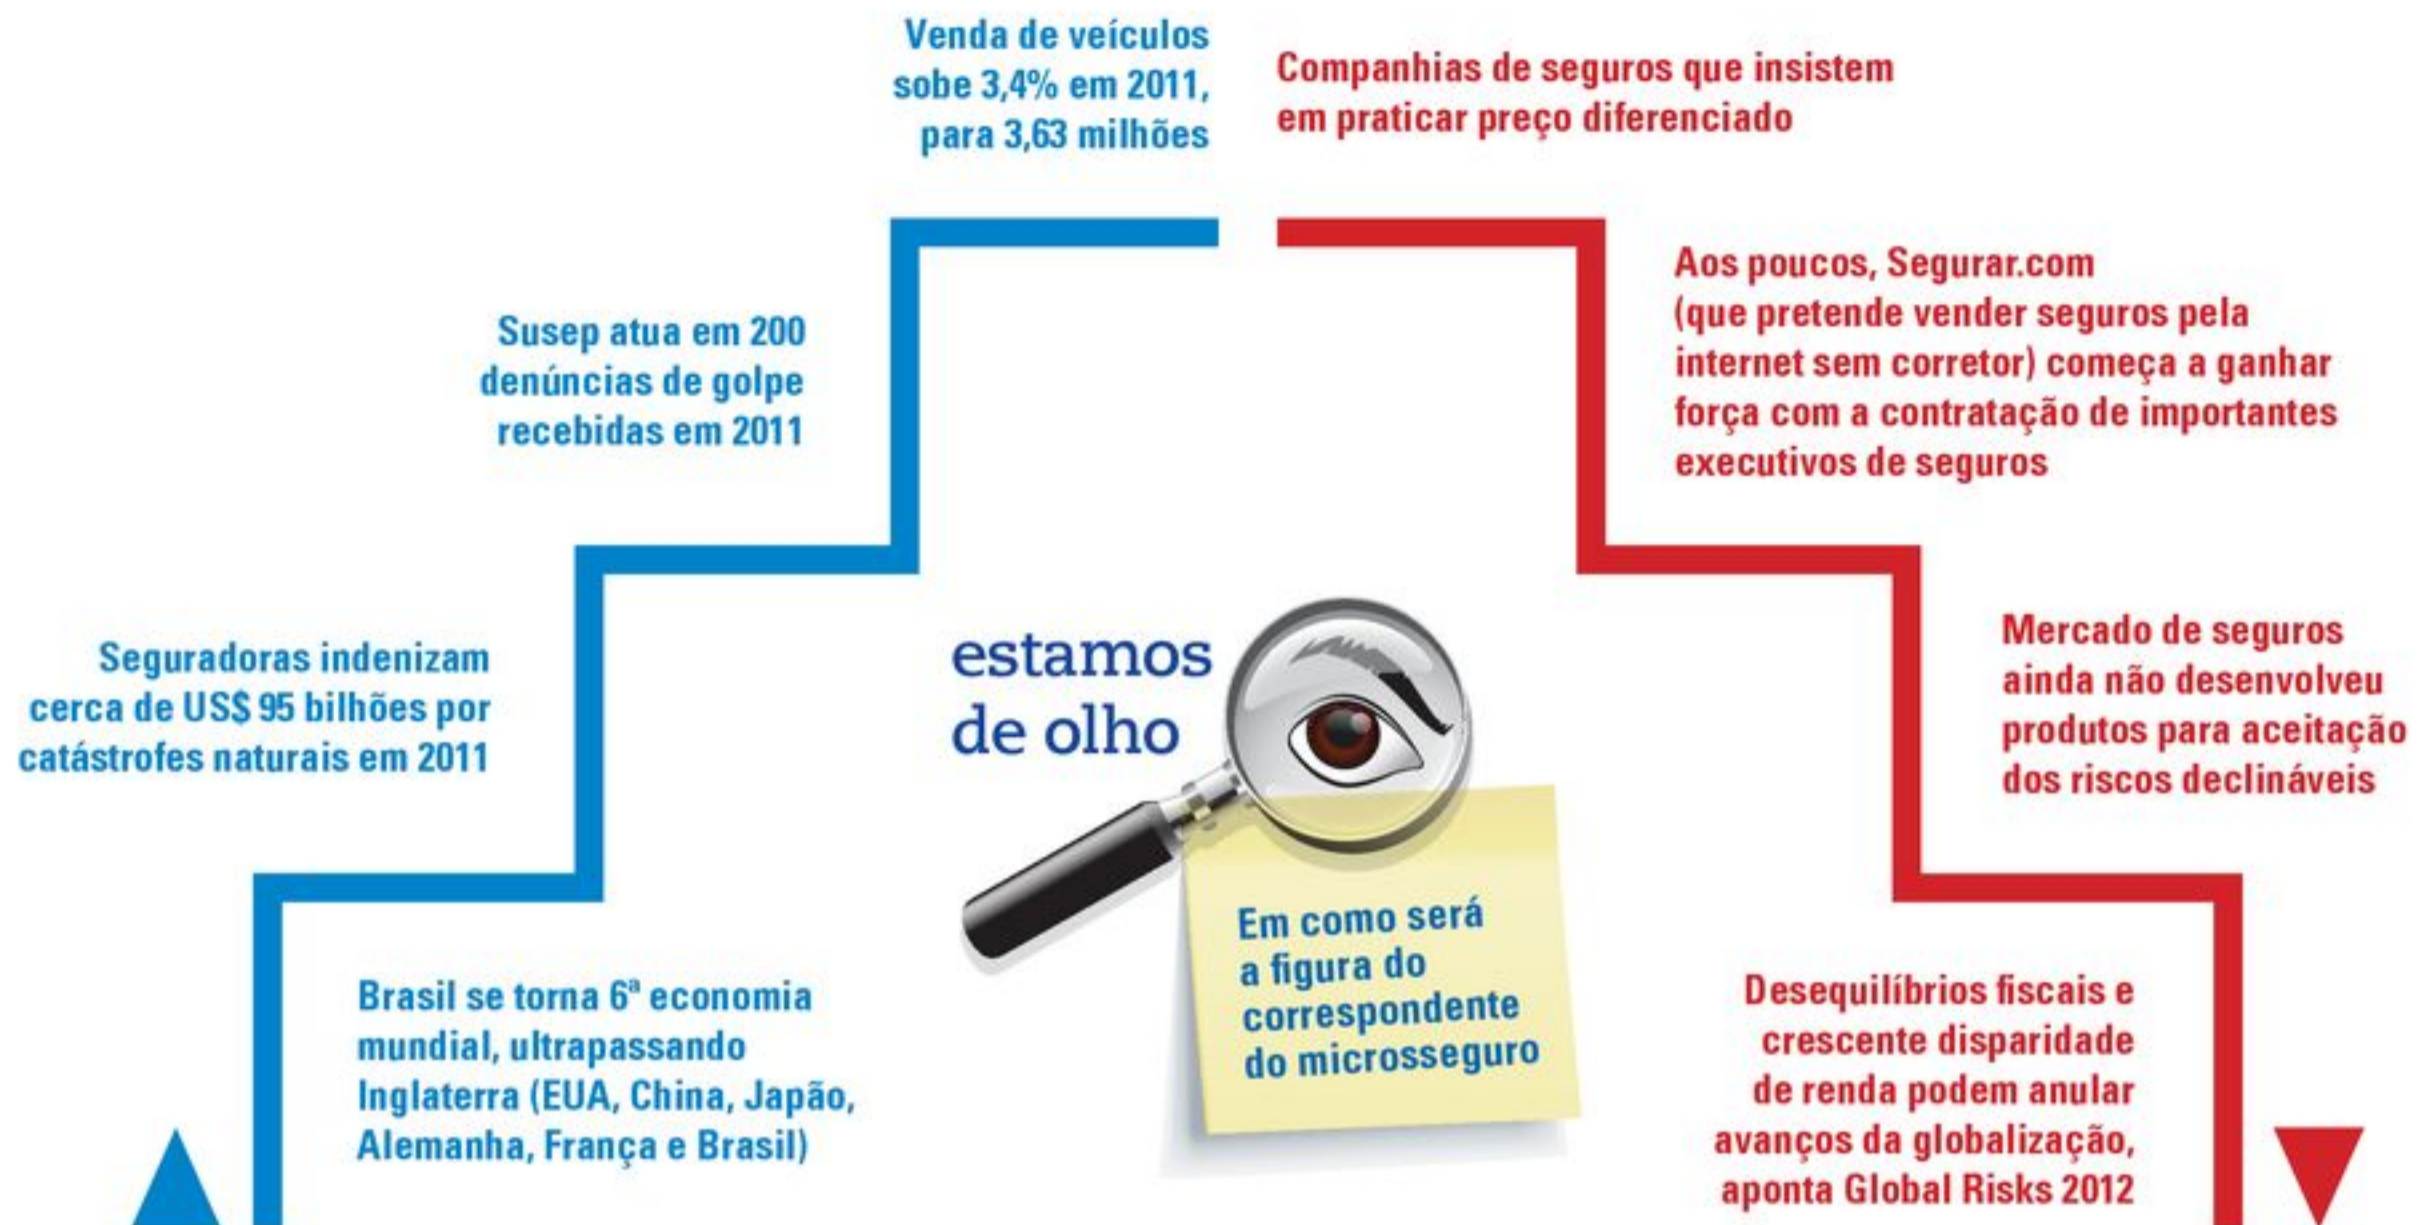 Venda de veículos
sobe 3,4% em 2011,
para 3,63 milhões
Companhias de seguros que insistem
em praticar preço diferenciado
Susep atua em 200
denúncias de golpe
recebidas em 2011
Aos poucos, Segurar.com
(que pretende vender seguros pela
internet sem corretor) começa a ganhar
força com a contratação de importantes
executivos de seguros
Seguradoras indenizam
cerca de US$ 95 bilhões por
catástrofes naturais em 2011
estamos
de olho
Mercado de seguros
ainda não desenvolveu
produtos para aceitação
dos riscos declináveis
Em como será
a figura do
correspondente
do microsseguro
Brasil se torna 6ª economia
mundial, ultrapassando
Inglaterra (EUA, China, Japão,
Alemanha, França e Brasil)
Desequilíbrios fiscais e
crescente disparidade
de renda podem anular
avanços da globalização,
aponta Global Risks 2012